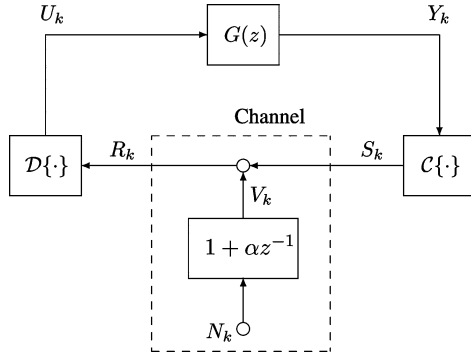 U_k
G(z)
Y_k
Channel
𝒟{·}
R_k
S_k
𝒞{·}
V_k
1 + αz^{-1}
N_k